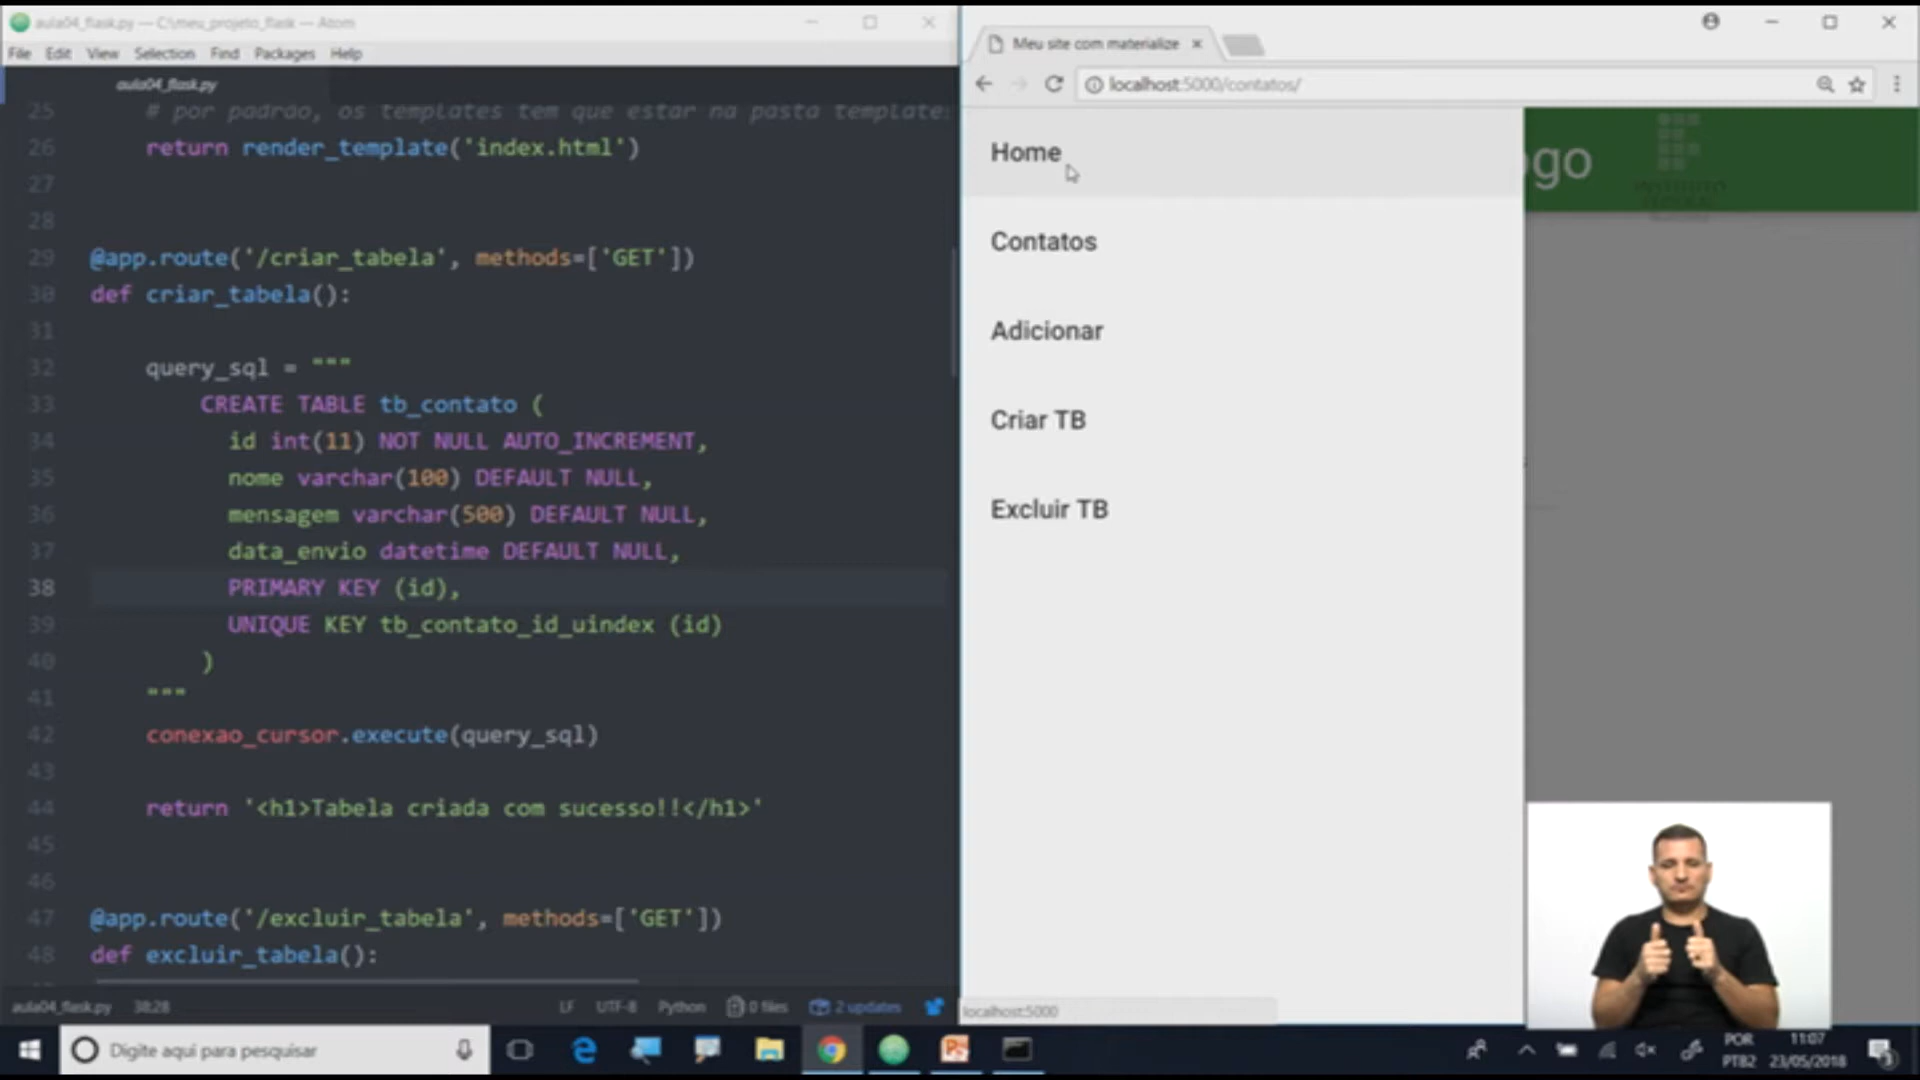 aula04_flask.py — C:\meu_projeto_flask — Atom
File Edit View Selection Find Packages Help
aula04_flask.py
25 # por padrão, os templates tem que estar na pasta template
26 return render_template('index.html')
27
28
29 @app.route('/criar_tabela', methods=['GET'])
30 def criar_tabela():
31
32 query_sql = """
33 CREATE TABLE tb_contato (
34 id int(11) NOT NULL AUTO_INCREMENT,
35 nome varchar(100) DEFAULT NULL,
36 mensagem varchar(500) DEFAULT NULL,
37 data_envio datetime DEFAULT NULL,
38 PRIMARY KEY (id),
39 UNIQUE KEY tb_contato_id_uindex (id)
40 )
41 """
42 conexao_cursor.execute(query_sql)
43
44 return '<h1>Tabela criada com sucesso!!</h1>'
45
46
47 @app.route('/excluir_tabela', methods=['GET'])
48 def excluir_tabela():
aula04_flask.py 38:28 LF UTF-8 Python 0 files 2 updates
Meu site com materialize
localhost:5000/contatos/
Home
Contatos
Adicionar
Criar TB
Excluir TB
ogo
localhost:5000
Digite aqui para pesquisar
POR
PTB2
11:07
23/05/2018
3